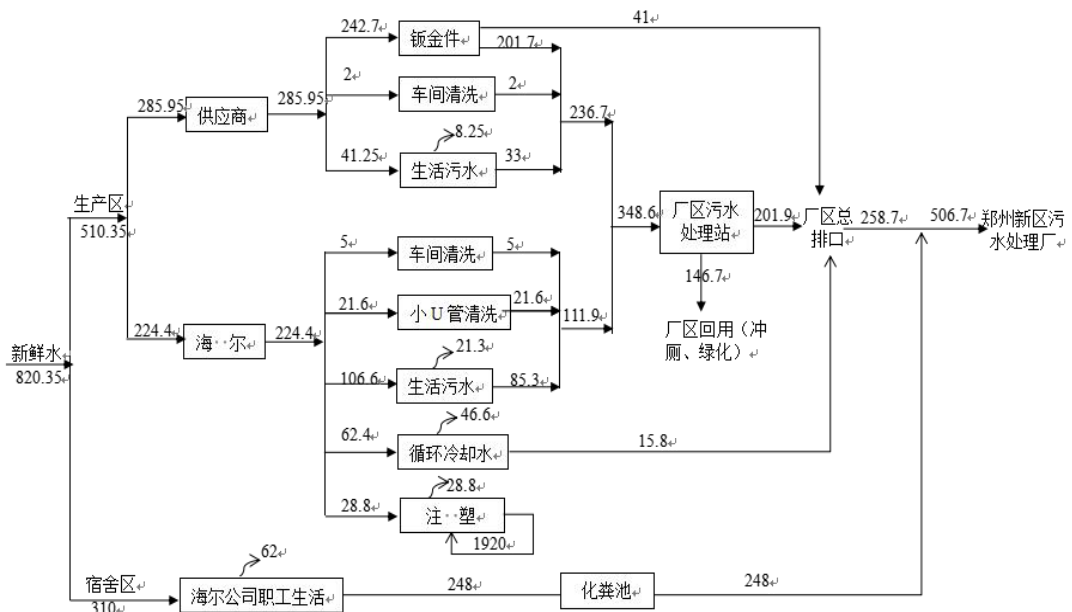 242.7
钣金件
41
201.7
2
车间清洗
2
285.95
供应商
285.95
236.7
8.25
41.25
生活污水
33
生产区
510.35
348.6
厂区污水
处理站
201.9
厂区总
排口
258.7
506.7
郑州新区污
水处理厂
5
车间清洗
5
146.7
21.6
小U管清洗
21.6
厂区回用（冲
厕、绿化）
224.4
海尔
224.4
111.9
新鲜水
820.35
21.3
106.6
生活污水
85.3
46.6
62.4
循环冷却水
15.8
28.8
28.8
注塑
1920
宿舍区
310
62
海尔公司职工生活
248
化粪池
248